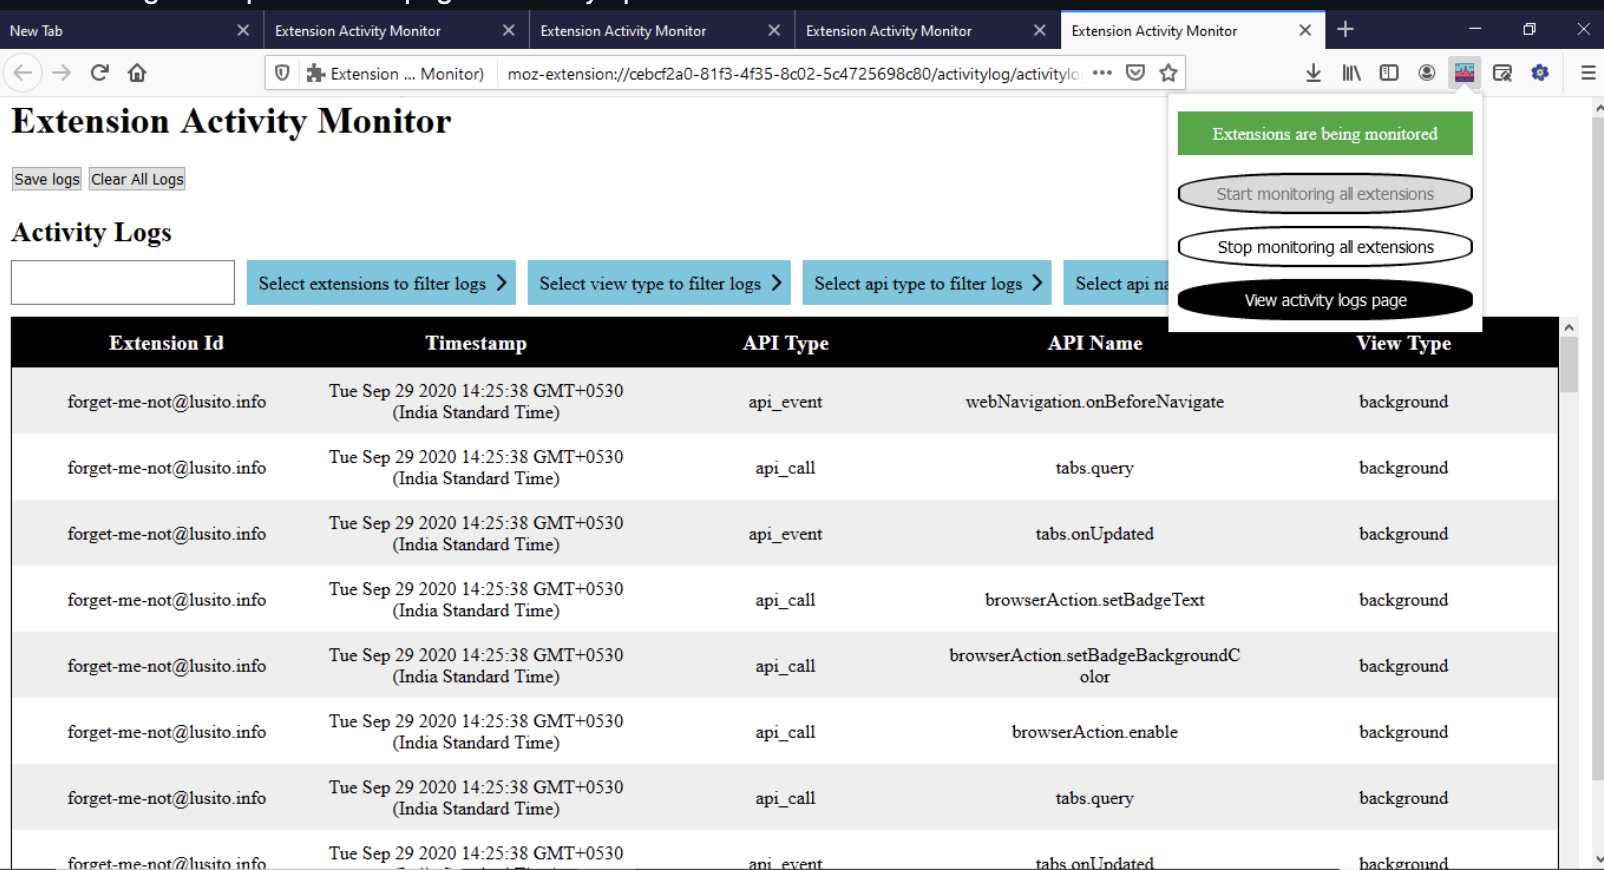 New Tab
Extension Activity Monitor
Extension Activity Monitor
Extension Activity Monitor
Extension Activity Monitor
Extension ... Monitor)
moz-extension://cebcf2a0-81f3-4f35-8c02-5c4725698c80/activitylog/activitylo
Extension Activity Monitor
Extensions are being monitored
Start monitoring all extensions
Stop monitoring all extensions
View activity logs page
Save logs
Clear All Logs
Activity Logs
Select extensions to filter logs
Select view type to filter logs
Select api type to filter logs
Select api na
Extension Id
Timestamp
API Type
API Name
View Type
forget-me-not@lusito.info
Tue Sep 29 2020 14:25:38 GMT+0530
(India Standard Time)
api_event
webNavigation.onBeforeNavigate
background
forget-me-not@lusito.info
Tue Sep 29 2020 14:25:38 GMT+0530
(India Standard Time)
api_call
tabs.query
background
forget-me-not@lusito.info
Tue Sep 29 2020 14:25:38 GMT+0530
(India Standard Time)
api_event
tabs.onUpdated
background
forget-me-not@lusito.info
Tue Sep 29 2020 14:25:38 GMT+0530
(India Standard Time)
api_call
browserAction.setBadgeText
background
forget-me-not@lusito.info
Tue Sep 29 2020 14:25:38 GMT+0530
(India Standard Time)
api_call
browserAction.setBadgeBackgroundC
olor
background
forget-me-not@lusito.info
Tue Sep 29 2020 14:25:38 GMT+0530
(India Standard Time)
api_call
browserAction.enable
background
forget-me-not@lusito.info
Tue Sep 29 2020 14:25:38 GMT+0530
(India Standard Time)
api_call
tabs.query
background
forget-me-not@lusito.info
Tue Sep 29 2020 14:25:38 GMT+0530
api_event
tabs.onUpdated
background